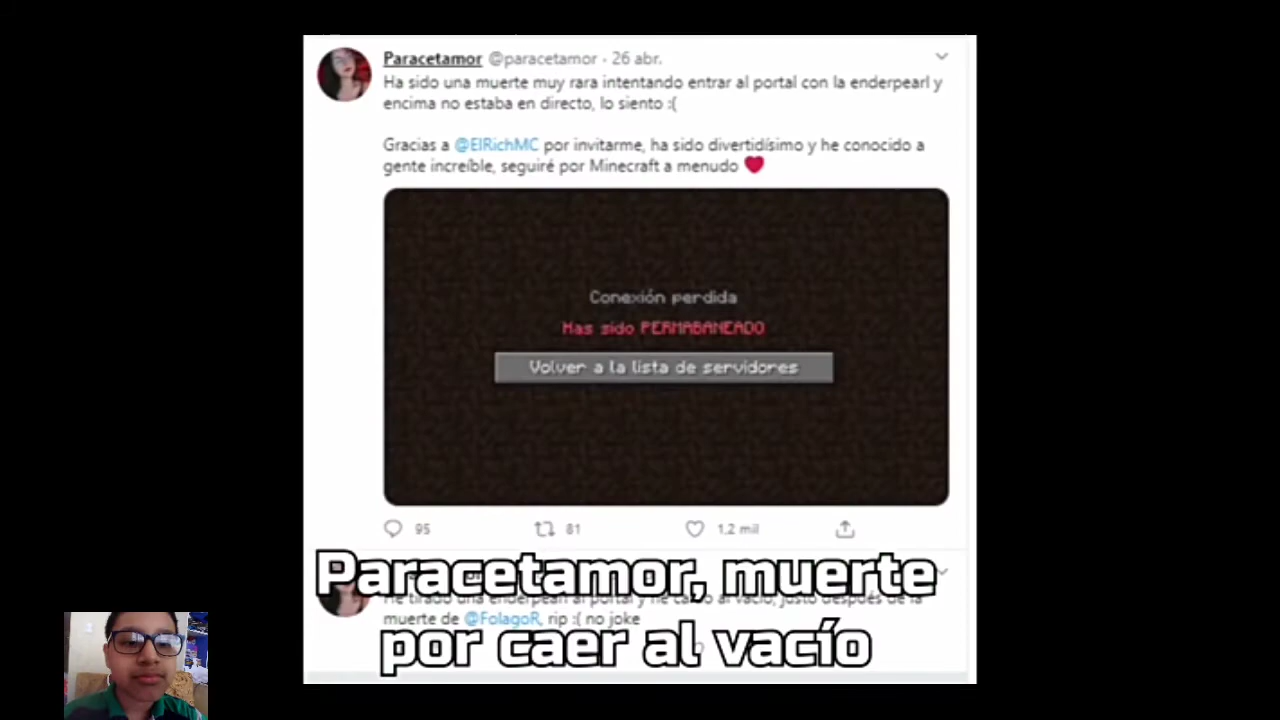 Paracetamor @paracetamor · 26 abr.
Ha sido una muerte muy rara intentando entrar al portal con la enderpearl y
encima no estaba en directo, lo siento :(
Gracias a @ElRichMC por invitarme, ha sido divertidísimo y he conocido a
gente increíble, seguiré por Minecraft a menudo ❤
Conexión perdida
Has sido PERMABANEADO
Volver a la lista de servidores
95 81 1,2 mil
Paracetamor, muerte
He tirado una enderpearl al portal y he caído al vacío, justo después de la
muerte de @FolagoR, rip :( no joke
por caer al vacío